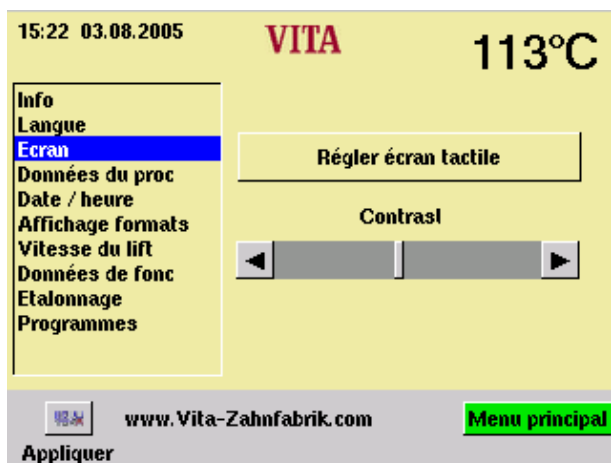 15:22 03.08.2005
VITA
113°C
Info
Langue
Ecran
Données du proc
Date / heure
Affichage formats
Vitesse du lift
Données de fonc
Etalonnage
Programmes
Régler écran tactile
Contrast
www.Vita-Zahnfabrik.com
Menu principal
Appliquer